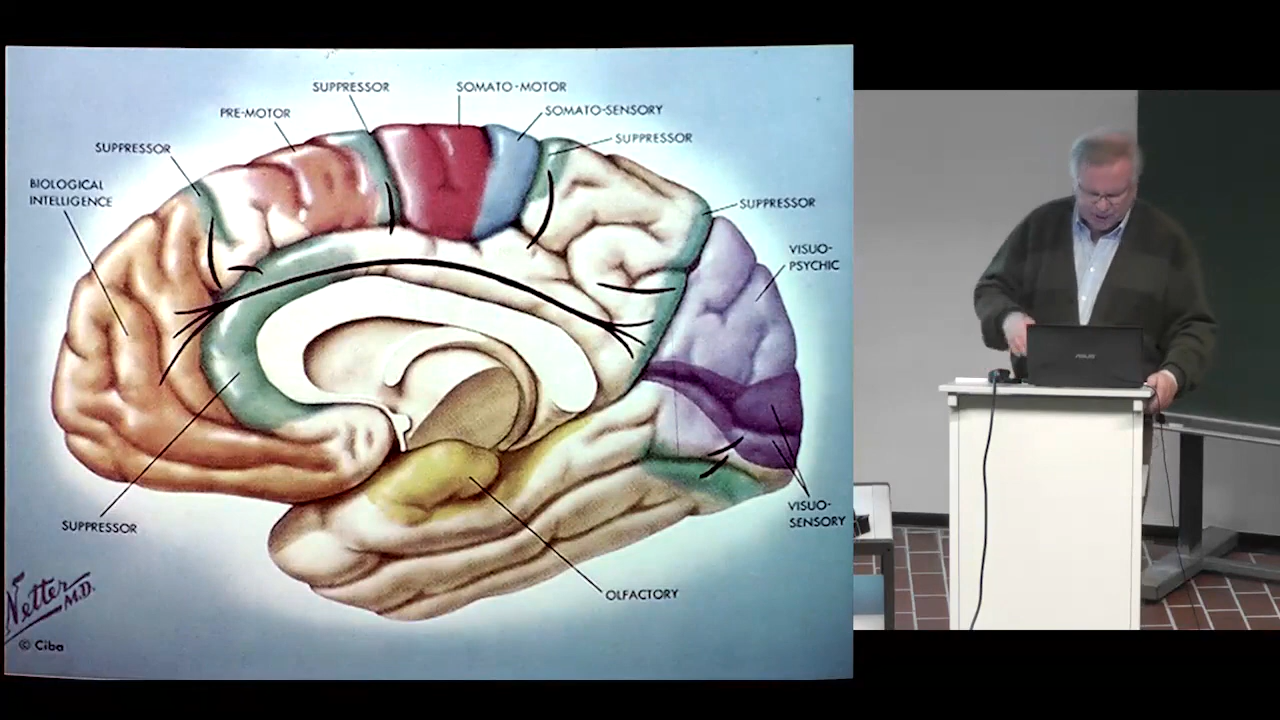 SUPPRESSOR
SOMATO-MOTOR
PRE-MOTOR
SOMATO-SENSORY
SUPPRESSOR
SUPPRESSOR
BIOLOGICAL
INTELLIGENCE
SUPPRESSOR
VISUO-
PSYCHIC
SUPPRESSOR
VISUO-
SENSORY
OLFACTORY
Netter
M.D.
© Ciba
ASUS